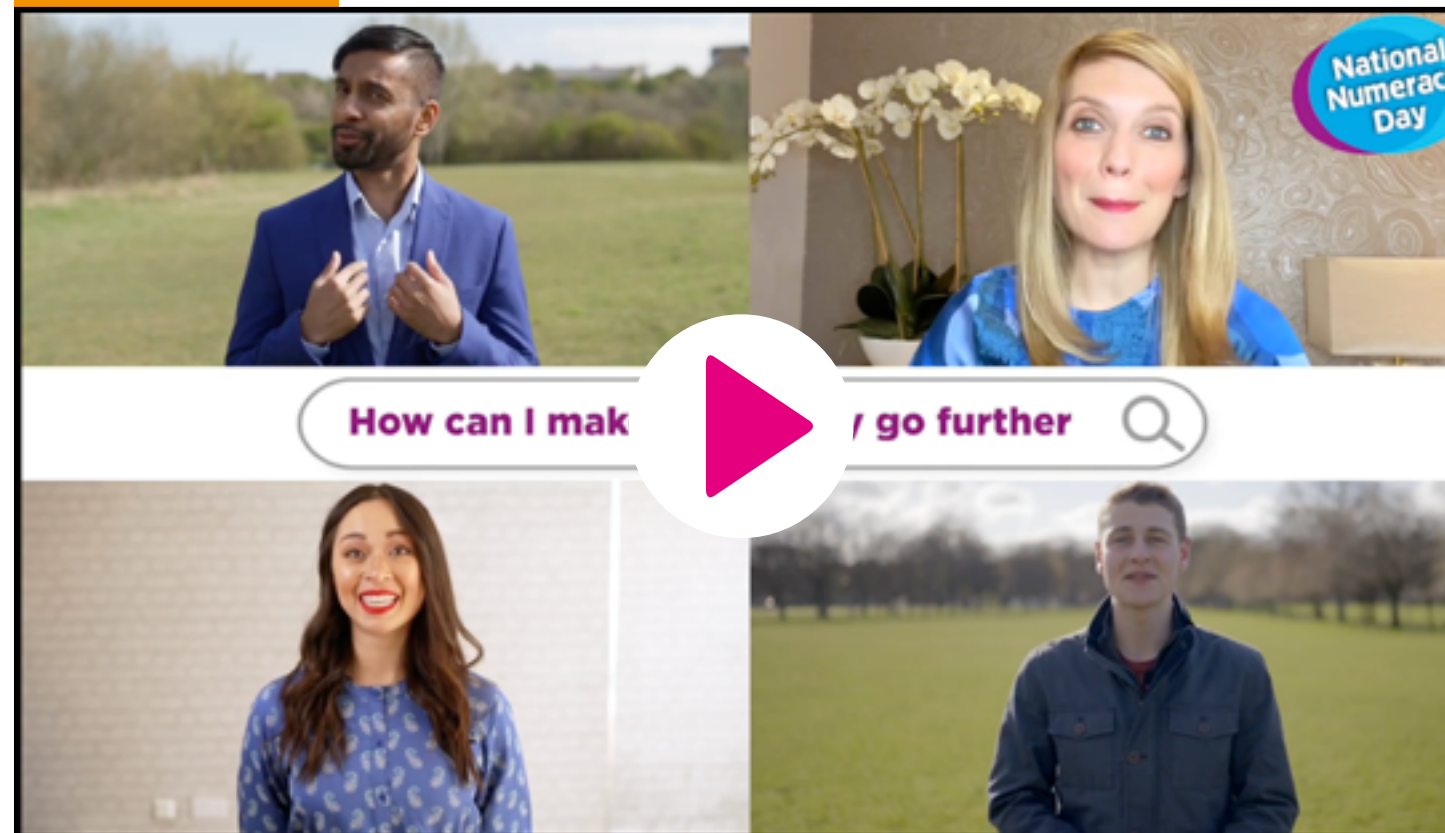 National
Numerac
Day
How can I mak
y go further